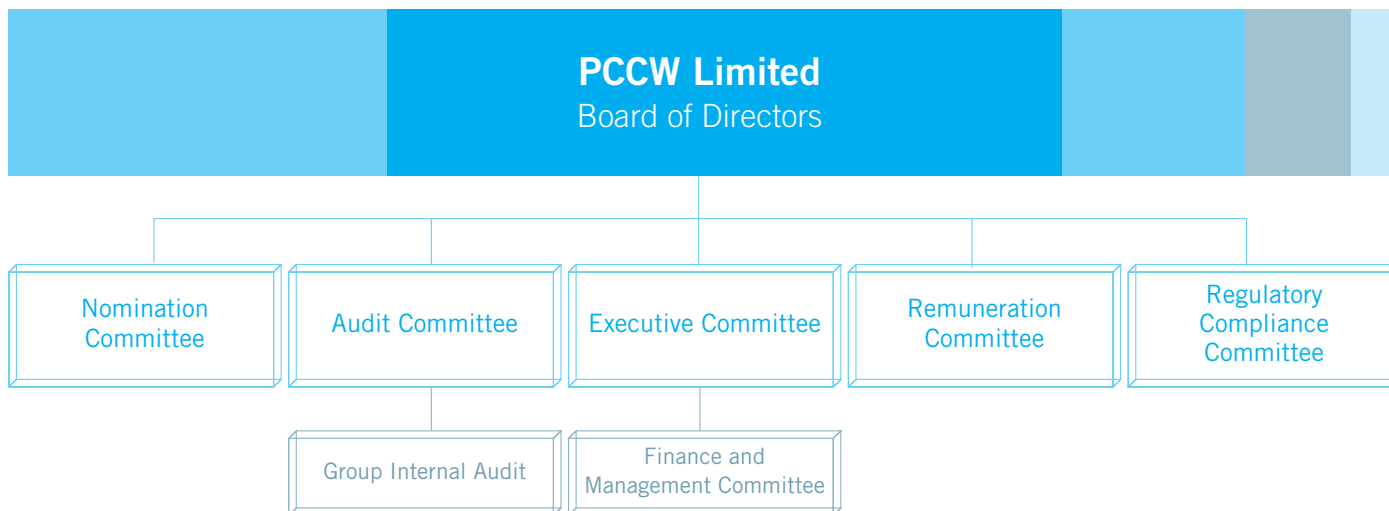 PCCW Limited
Board of Directors
Nomination
Committee
Audit Committee
Executive Committee
Remuneration
Committee
Regulatory
Compliance
Committee
Group Internal Audit
Finance and
Management Committee